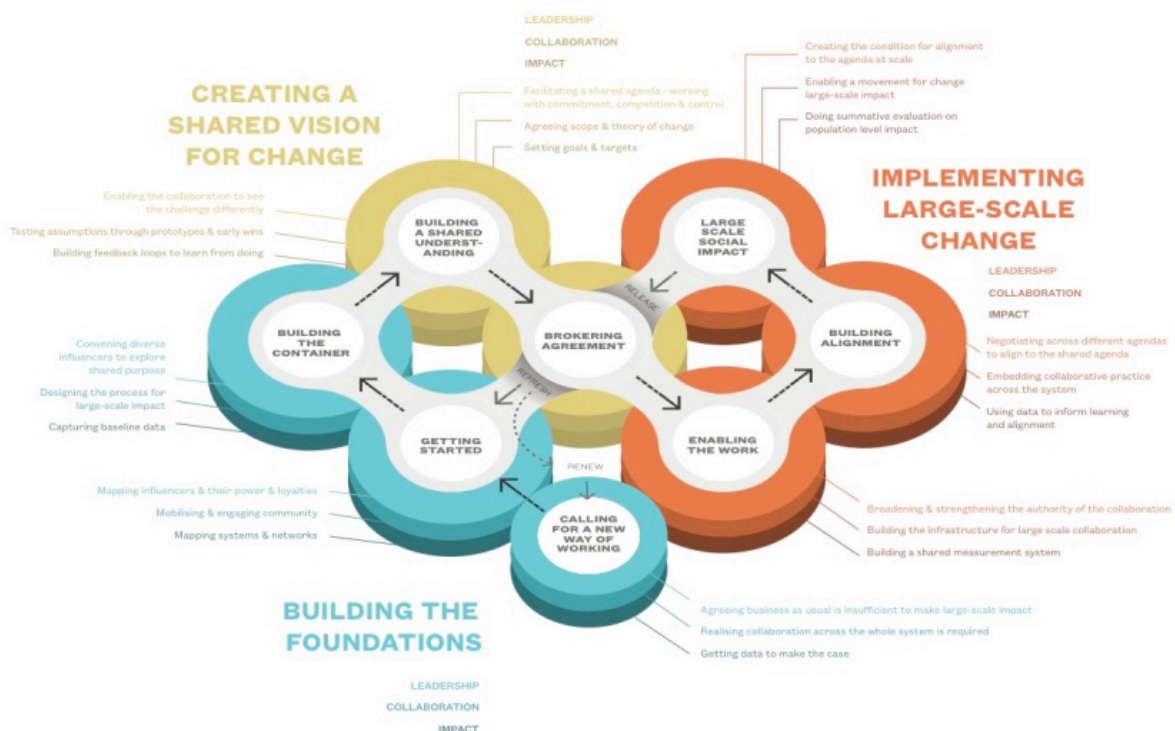 LEADERSHIP
COLLABORATION
IMPACT
CREATING A
SHARED VISION
FOR CHANGE
Facilitating a shared agenda - working
with commitment, competition & control
Agreeing scope & theory of change
Setting goals & targets
Creating the condition for alignment
to the agenda at scale
Enabling a movement for change
large-scale impact
Doing summative evaluation on
population level impact
IMPLEMENTING
LARGE-SCALE
CHANGE
LEADERSHIP
COLLABORATION
IMPACT
Enabling the collaboration to see
the challenge differently
Testing assumptions through prototypes & early wins
Building feedback loops to learn from doing
BUILDING
A SHARED
UNDERST-
ANDING
LARGE
SCALE
SOCIAL
IMPACT
RELEASE
BUILDING
THE
CONTAINER
BROKERING
AGREEMENT
BUILDING
ALIGNMENT
Convening diverse
influencers to explore
shared purpose
Designing the process for
large-scale impact
Capturing baseline data
Negotiating across different agendas
to align to the shared agenda
Embedding collaborative practice
across the system
Using data to inform learning
and alignment
REFRESH
GETTING
STARTED
ENABLING
THE WORK
RENEW
Mapping influencers & their power & loyalties
Mobilising & engaging community
Mapping systems & networks
CALLING
FOR A NEW
WAY OF
WORKING
Broadening & strengthening the authority of the collaboration
Building the infrastructure for large scale collaboration
Building a shared measurement system
BUILDING THE
FOUNDATIONS
LEADERSHIP
COLLABORATION
IMPACT
Agreeing business as usual is insufficient to make large-scale impact
Realising collaboration across the whole system is required
Getting data to make the case